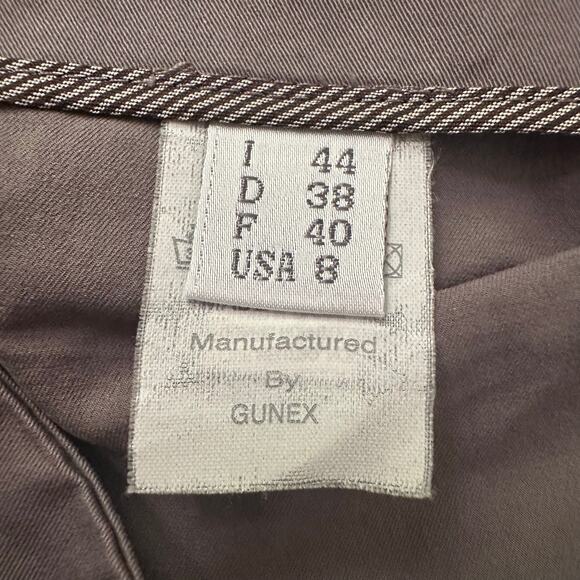 I 44
D 38
F 40
USA 8
Manufactured
By
GUNEX